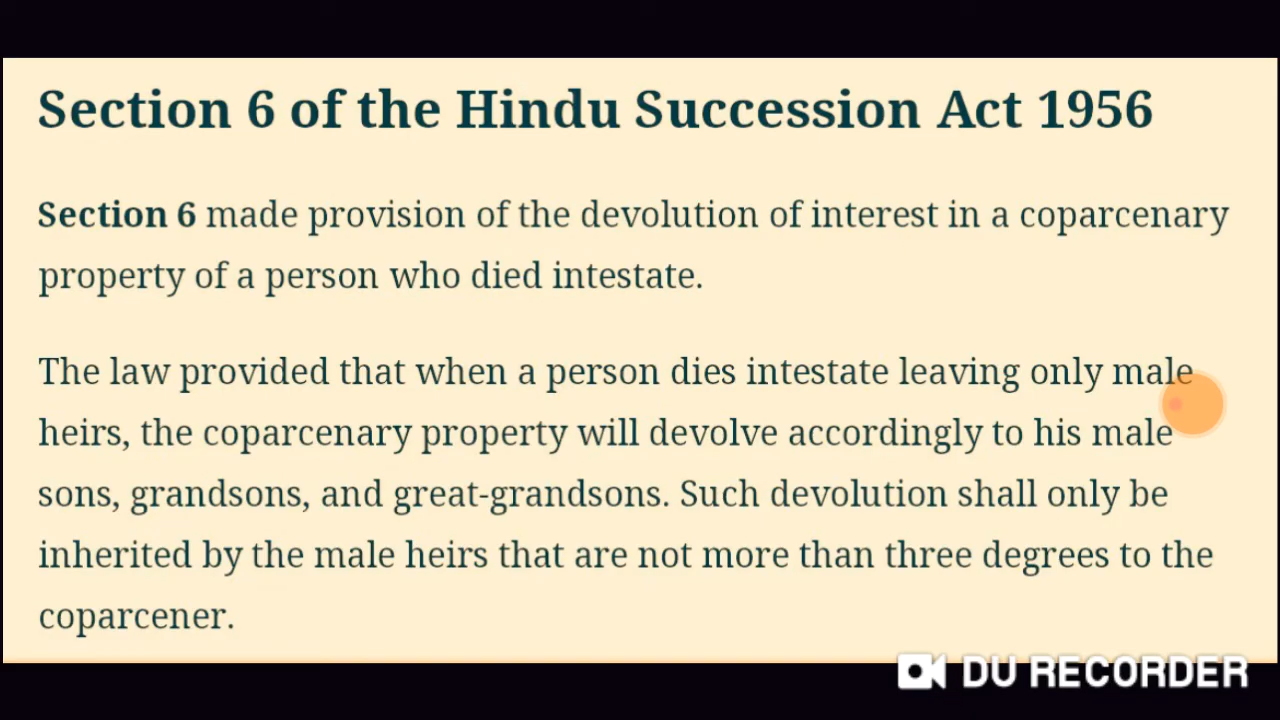 Section 6 of the Hindu Succession Act 1956
Section 6 made provision of the devolution of interest in a coparcenary
property of a person who died intestate.
The law provided that when a person dies intestate leaving only male
heirs, the coparcenary property will devolve accordingly to his male
sons, grandsons, and great-grandsons. Such devolution shall only be
inherited by the male heirs that are not more than three degrees to the
coparcener.
DU RECORDER